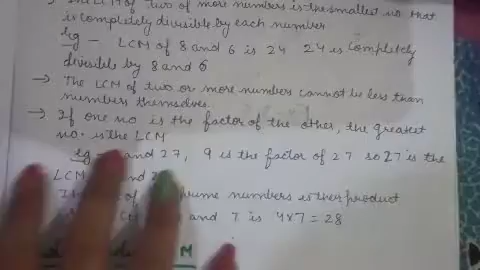 The LCM of two or more numbers is the smallest no. that
is completely divisible by each number
Eg - LCM of 8 and 6 is 24 24 is completely
divisible by 8 and 6
→ The LCM of two or more numbers cannot be less than
numbers themselves.
→ If one no is the factor of the other, the greatest
no. is the LCM
Eg - and 27, 9 is the factor of 27 so 27 is the
LCM and
prime numbers is their product
and 7 is 4x7 = 28
M